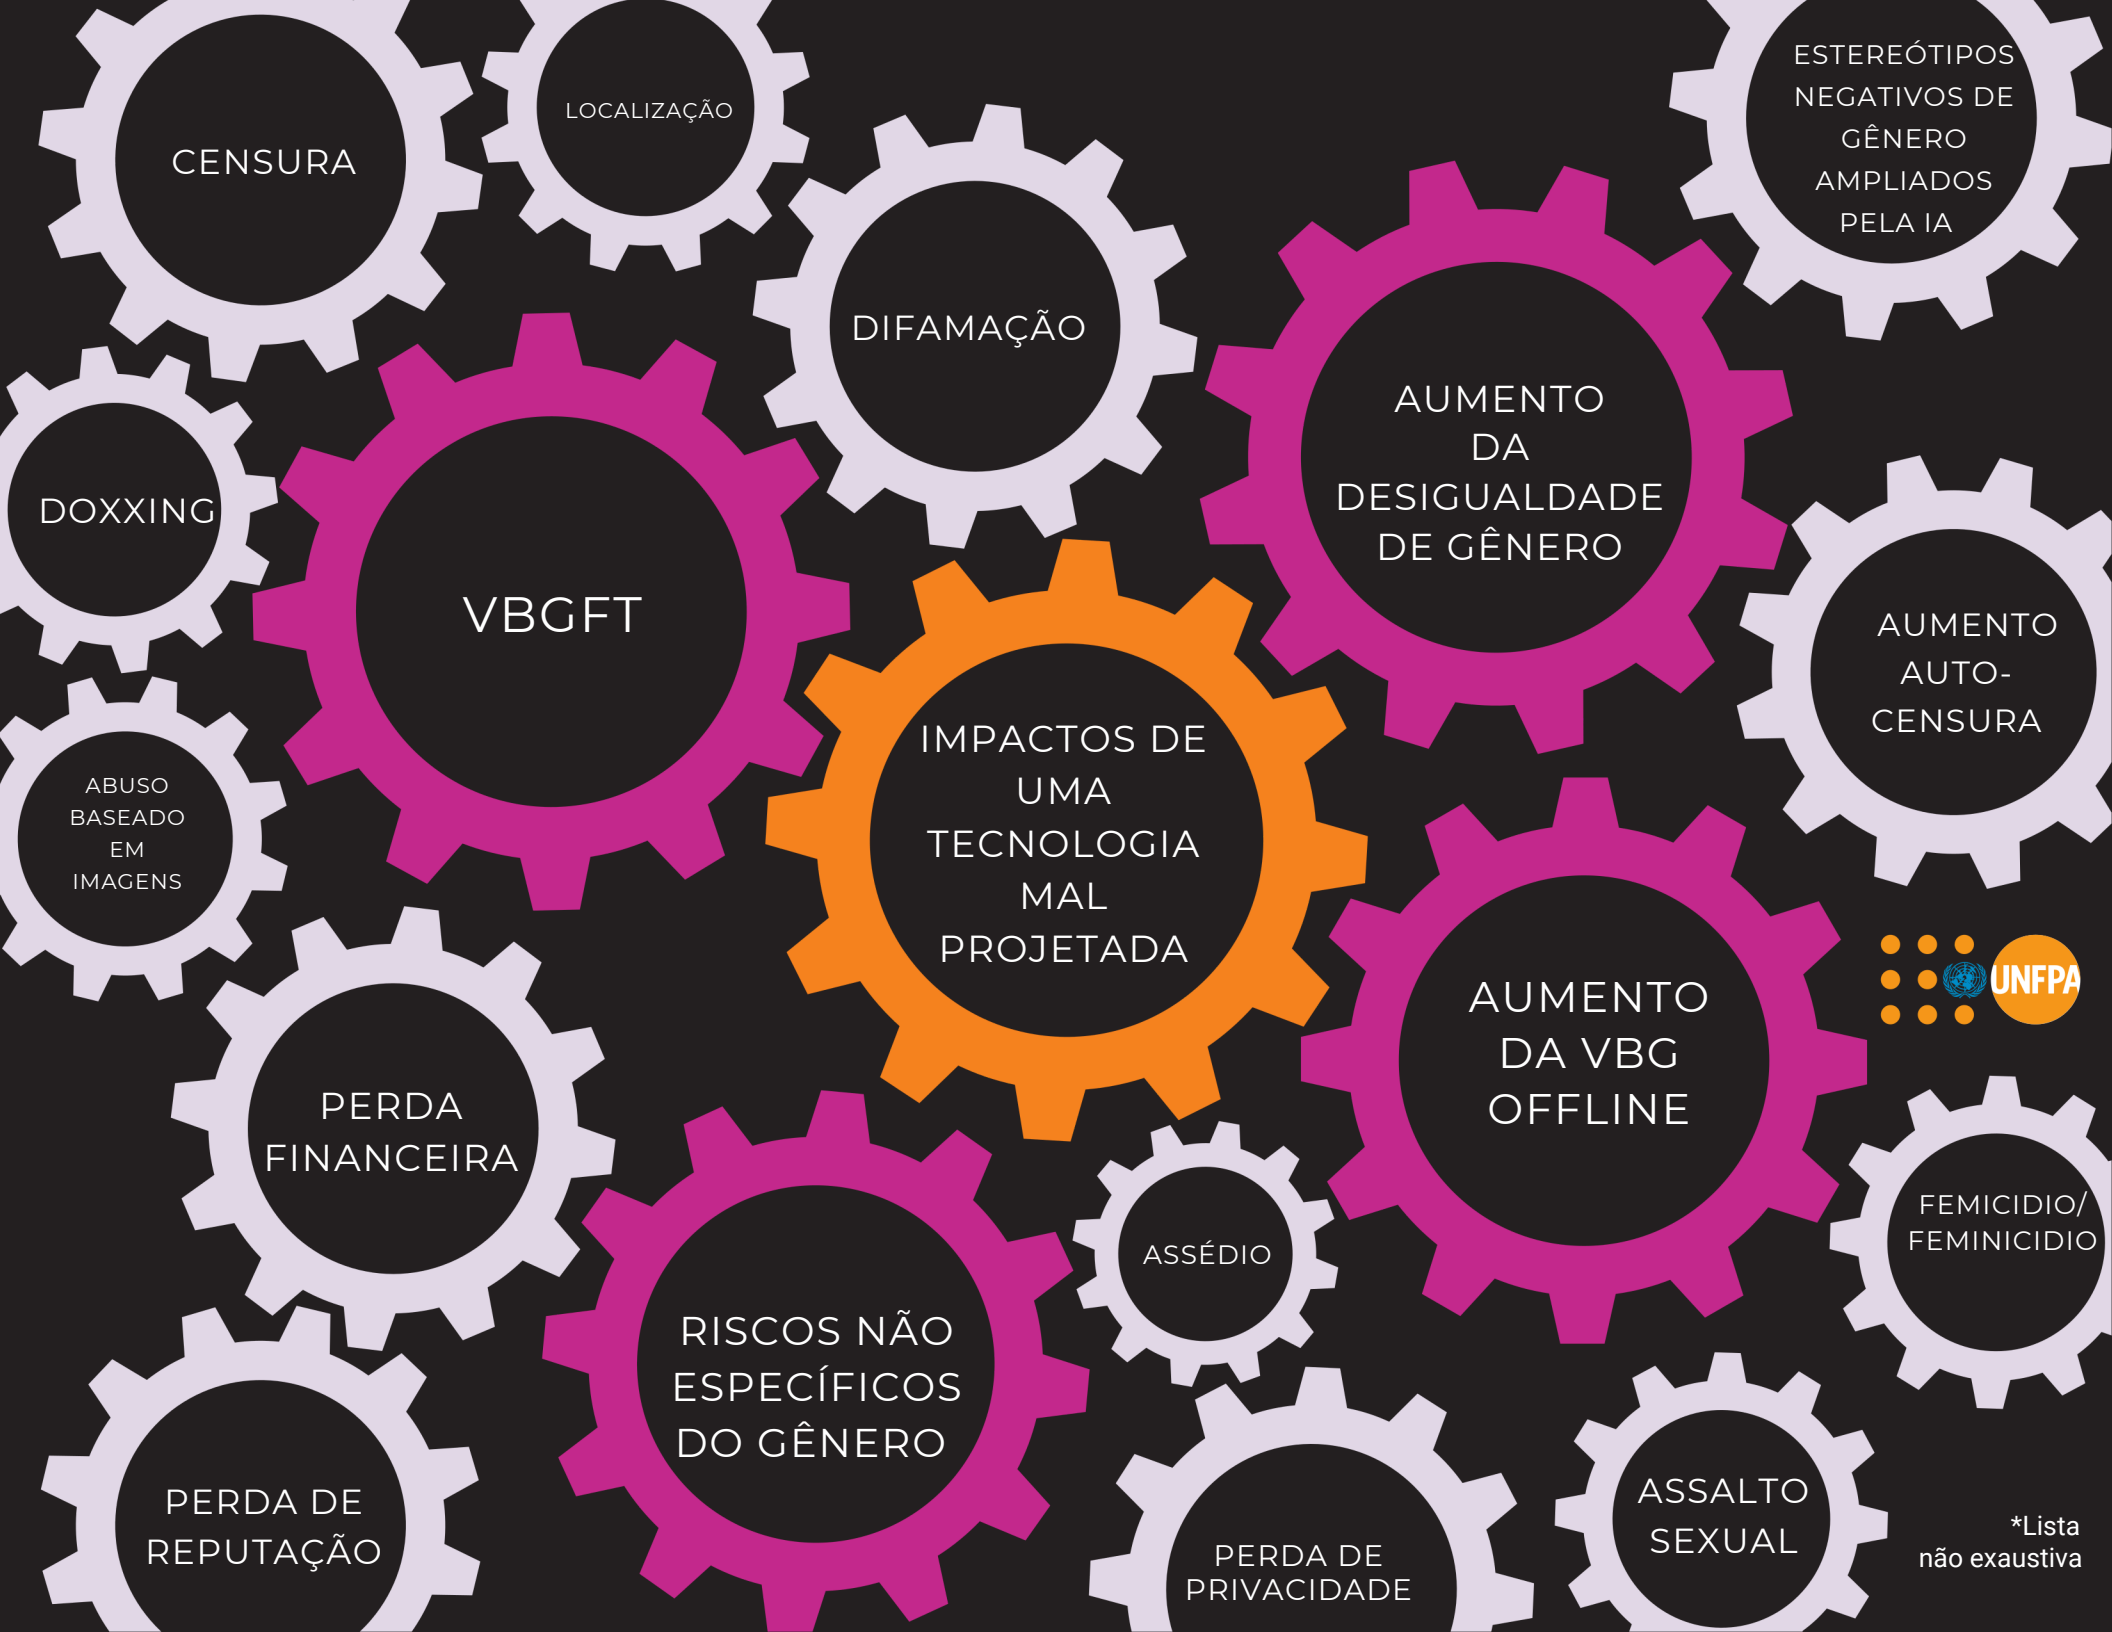 CENSURA
LOCALIZAÇÃO
ESTEREÓTIPOS
NEGATIVOS DE
GÊNERO
AMPLIADOS
PELA IA
DIFAMAÇÃO
AUMENTO
DA
DESIGUALDADE
DE GÊNERO
DOXXING
VBGFT
AUMENTO
AUTO-
CENSURA
IMPACTOS DE
UMA
TECNOLOGIA
MAL
PROJETADA
ABUSO
BASEADO
EM
IMAGENS
UNFPA
AUMENTO
DA VBG
OFFLINE
PERDA
FINANCEIRA
FEMICIDIO/
FEMINICIDIO
ASSÉDIO
RISCOS NÃO
ESPECÍFICOS
DO GÊNERO
PERDA DE
REPUTAÇÃO
PERDA DE
PRIVACIDADE
ASSALTO
SEXUAL
*Lista
não exaustiva